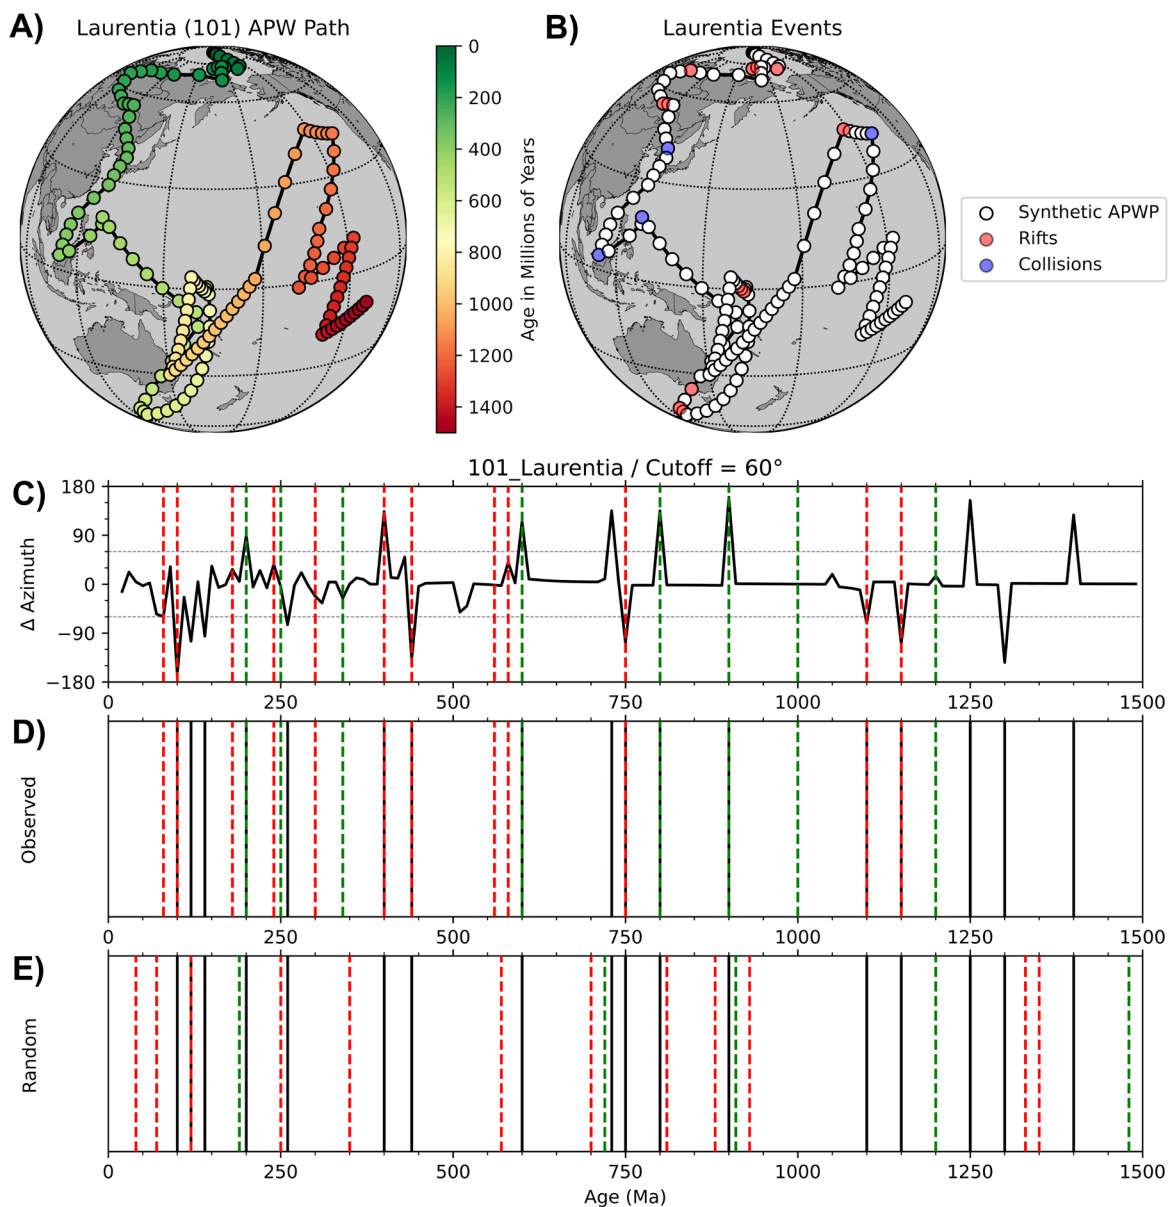 A)
Laurentia (101) APW Path
B)
Laurentia Events
0
200
400
600
800
1000
1200
1400
Age in Millions of Years
Synthetic APWP
Rifts
Collisions
101_Laurentia / Cutoff = 60°
C)
180
90
0
−90
−180
Δ Azimuth
0 250 500 750 1000 1250 1500
D)
Observed
0 250 500 750 1000 1250 1500
E)
Random
0 250 500 750 1000 1250 1500
Age (Ma)